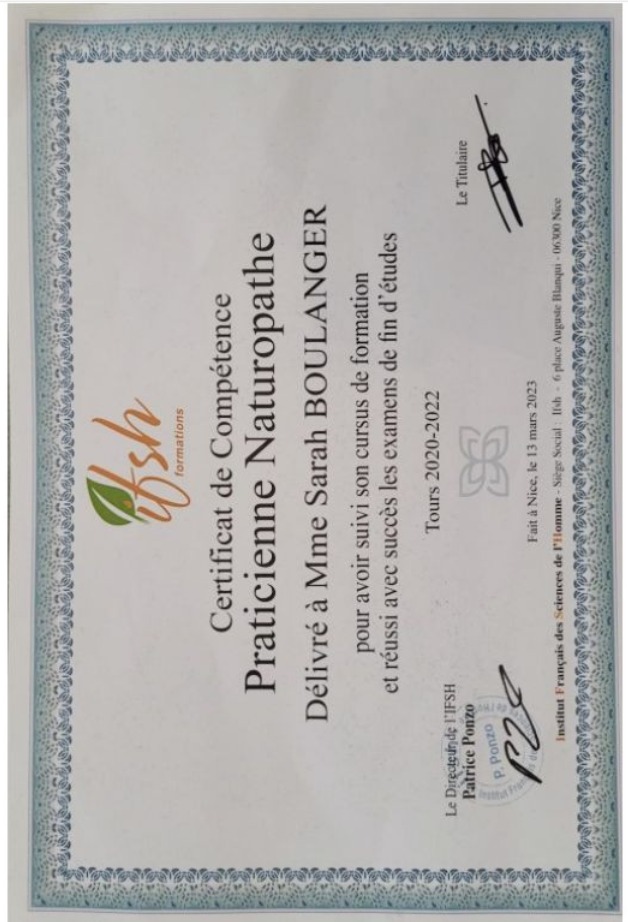 ifsh
formations
Certificat de Compétence
Praticienne Naturopathe
Délivré à Mme Sarah BOULANGER
pour avoir suivi son cursus de formation
et réussi avec succès les examens de fin d'études
Tours 2020-2022
Le Directeur de l'IFSH
Patrice Ponzo
P. Ponzo
Le Titulaire
Fait à Nice, le 13 mars 2023
Institut Français des Sciences de l'Homme - Siège Social : Ifsh - 6 place Auguste Blanqui - 06300 Nice